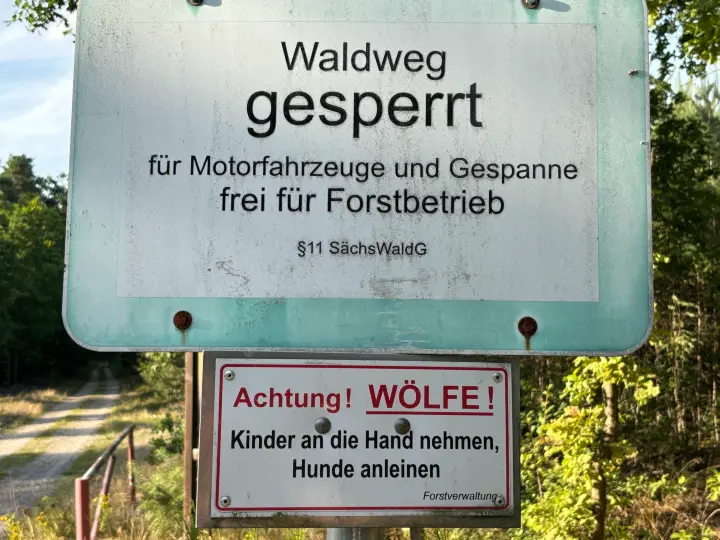 Waldweg
gesperrt
für Motorfahrzeuge und Gespanne
frei für Forstbetrieb
§11 SächsWaldG
Achtung! WÖLFE!
Kinder an die Hand nehmen,
Hunde anleinen
Forstverwaltung